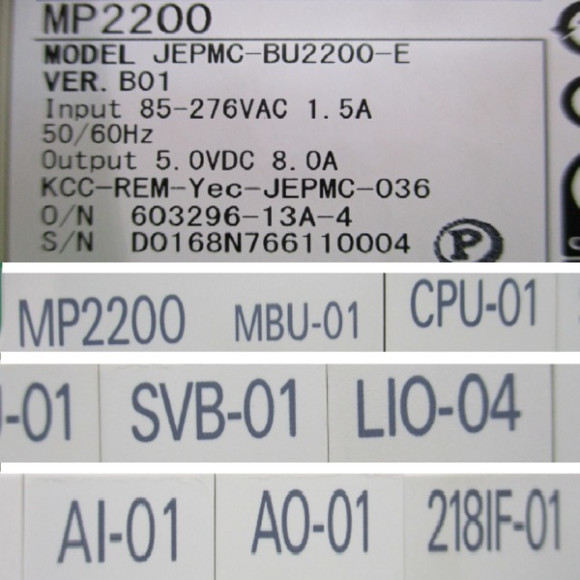 MP2200
MODEL JEPMC-BU2200-E
VER. B01
Input 85-276VAC 1.5A
50/60Hz
Output 5.0VDC 8.0A
KCC-REM-Yec-JEPMC-036
O/N 603296-13A-4
S/N D0168N766110004
P
MP2200 MBU-01 CPU-01
-01 SVB-01 LIO-04
AI-01 AO-01 218IF-01